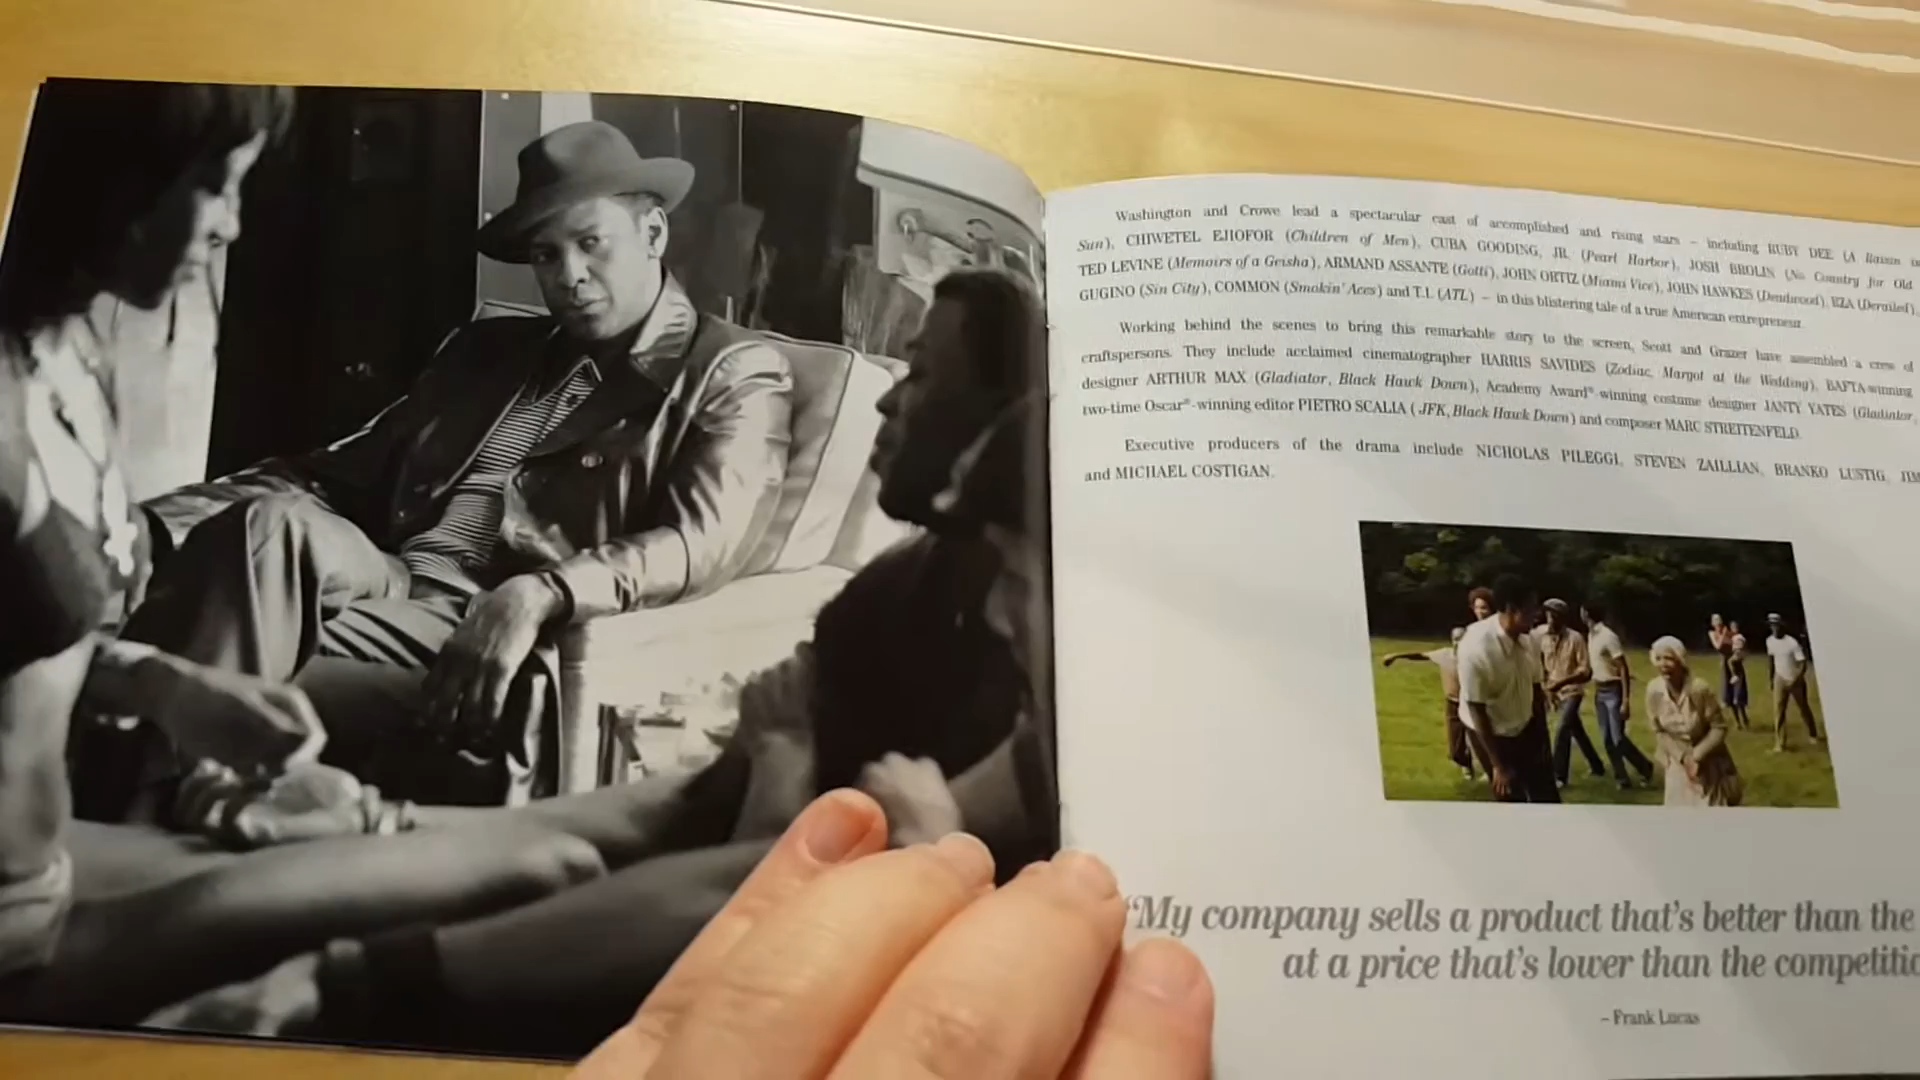 Washington and Crowe lead a spectacular cast of accomplished and rising stars – including RUBY DEE (A Raisin
Sun), CHIWETEL EJIOFOR (Children of Men), CUBA GOODING, JR. (Pearl Harbor), JOSH BROLIN (No Country for Old
TED LEVINE (Memoirs of a Geisha), ARMAND ASSANTE (Gotti), JOHN ORTIZ (Miami Vice), JOHN HAWKES (Deadwood), RZA (Derailed),
GUGINO (Sin City), COMMON (Smokin' Aces) and T.I. (ATL) – in this blistering tale of a true American entrepreneur.
Working behind the scenes to bring this remarkable story to the screen, Scott and Grazer have assembled a crew of
craftspersons. They include acclaimed cinematographer HARRIS SAVIDES (Zodiac, Margot at the Wedding), BAFTA-winning
designer ARTHUR MAX (Gladiator, Black Hawk Down), Academy Award®-winning costume designer JANTY YATES (Gladiator,
two-time Oscar®-winning editor PIETRO SCALIA (JFK, Black Hawk Down) and composer MARC STREITENFELD.
Executive producers of the drama include NICHOLAS PILEGGI, STEVEN ZAILLIAN, BRANKO LUSTIG,
and MICHAEL COSTIGAN.
"My company sells a product that's better than the
at a price that's lower than the
– Frank Lucas